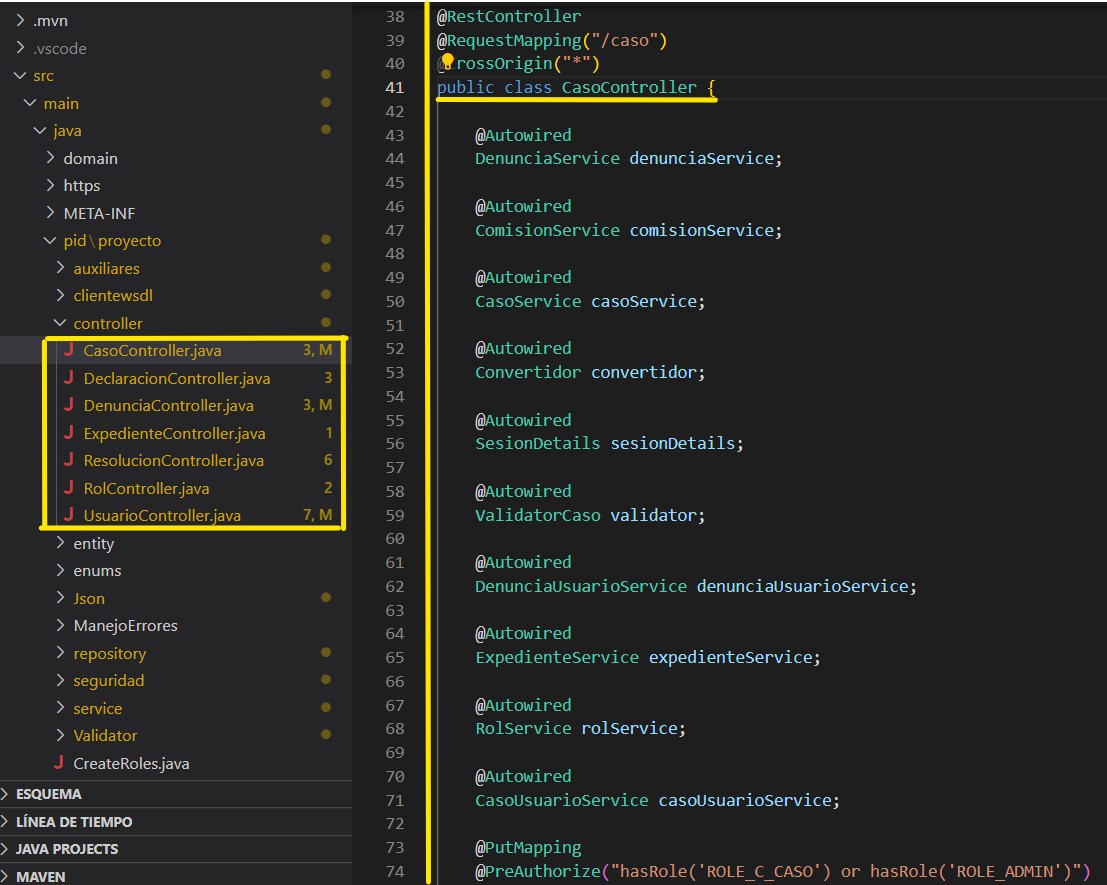 .mvn
.vscode
src
main
java
domain
https
META-INF
pid\proyecto
auxiliares
clientewsdl
controller
CasoController.java 3, M
DeclaracionController.java 3
DenunciaController.java 3, M
ExpedienteController.java 1
ResolucionController.java 6
RolController.java 2
UsuarioController.java 7, M
entity
enums
Json
ManejoErrores
repository
seguridad
service
Validator
CreateRoles.java
ESQUEMA
LÍNEA DE TIEMPO
JAVA PROJECTS
MAVEN
38 @RestController
39 @RequestMapping("/caso")
40 @CrossOrigin("*")
41 public class CasoController {
42
43 @Autowired
44 DenunciaService denunciaService;
45
46 @Autowired
47 ComisionService comisionService;
48
49 @Autowired
50 CasoService casoService;
51
52 @Autowired
53 Convertidor convertidor;
54
55 @Autowired
56 SesionDetails sesionDetails;
57
58 @Autowired
59 ValidatorCaso validator;
60
61 @Autowired
62 DenunciaUsuarioService denunciaUsuarioService;
63
64 @Autowired
65 ExpedienteService expedienteService;
66
67 @Autowired
68 RolService rolService;
69
70 @Autowired
71 CasoUsuarioService casoUsuarioService;
72
73 @PutMapping
74 @PreAuthorize("hasRole('ROLE_C_CASO') or hasRole('ROLE_ADMIN')")